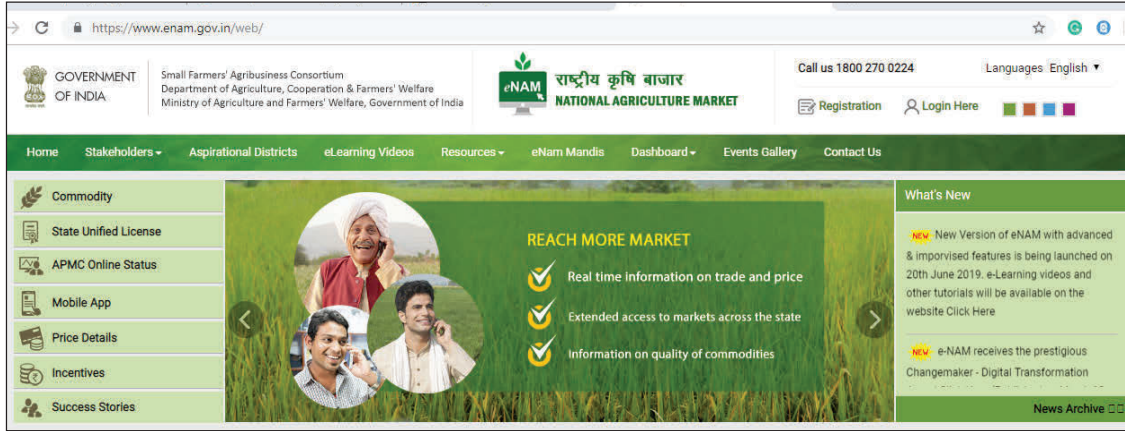 https://www.enam.gov.in/web/
GOVERNMENT
OF INDIA
Small Farmers' Agribusiness Consortium
Department of Agriculture, Cooperation & Farmers' Welfare
Ministry of Agriculture and Farmers' Welfare, Government of India
eNAM
राष्ट्रीय कृषि बाजार
NATIONAL AGRICULTURE MARKET
Call us 1800 270 0224
Languages English
Registration
Login Here
Home Stakeholders Aspirational Districts eLearning Videos Resources eNam Mandis Dashboard Events Gallery Contact Us
Commodity
State Unified License
APMC Online Status
Mobile App
Price Details
Incentives
Success Stories
REACH MORE MARKET
Real time information on trade and price
Extended access to markets across the state
Information on quality of commodities
What's New
NEW New Version of eNAM with advanced
& imporvised features is being launched on
20th June 2019. e-Learning videos and
other tutorials will be available on the
website Click Here
NEW e-NAM receives the prestigious
Changemaker - Digital Transformation
News Archive